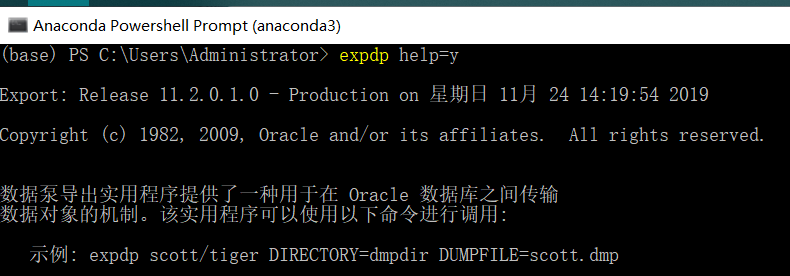 Anaconda Powershell Prompt (anaconda3)
(base) PS C:\Users\Administrator> expdp help=y
Export: Release 11.2.0.1.0 - Production on 星期日 11月 24 14:19:54 2019
Copyright (c) 1982, 2009, Oracle and/or its affiliates.  All rights reserved.
数据泵导出实用程序提供了一种用于在 Oracle 数据库之间传输
数据对象的机制。该实用程序可以使用以下命令进行调用:
示例: expdp scott/tiger DIRECTORY=dmpdir DUMPFILE=scott.dmp